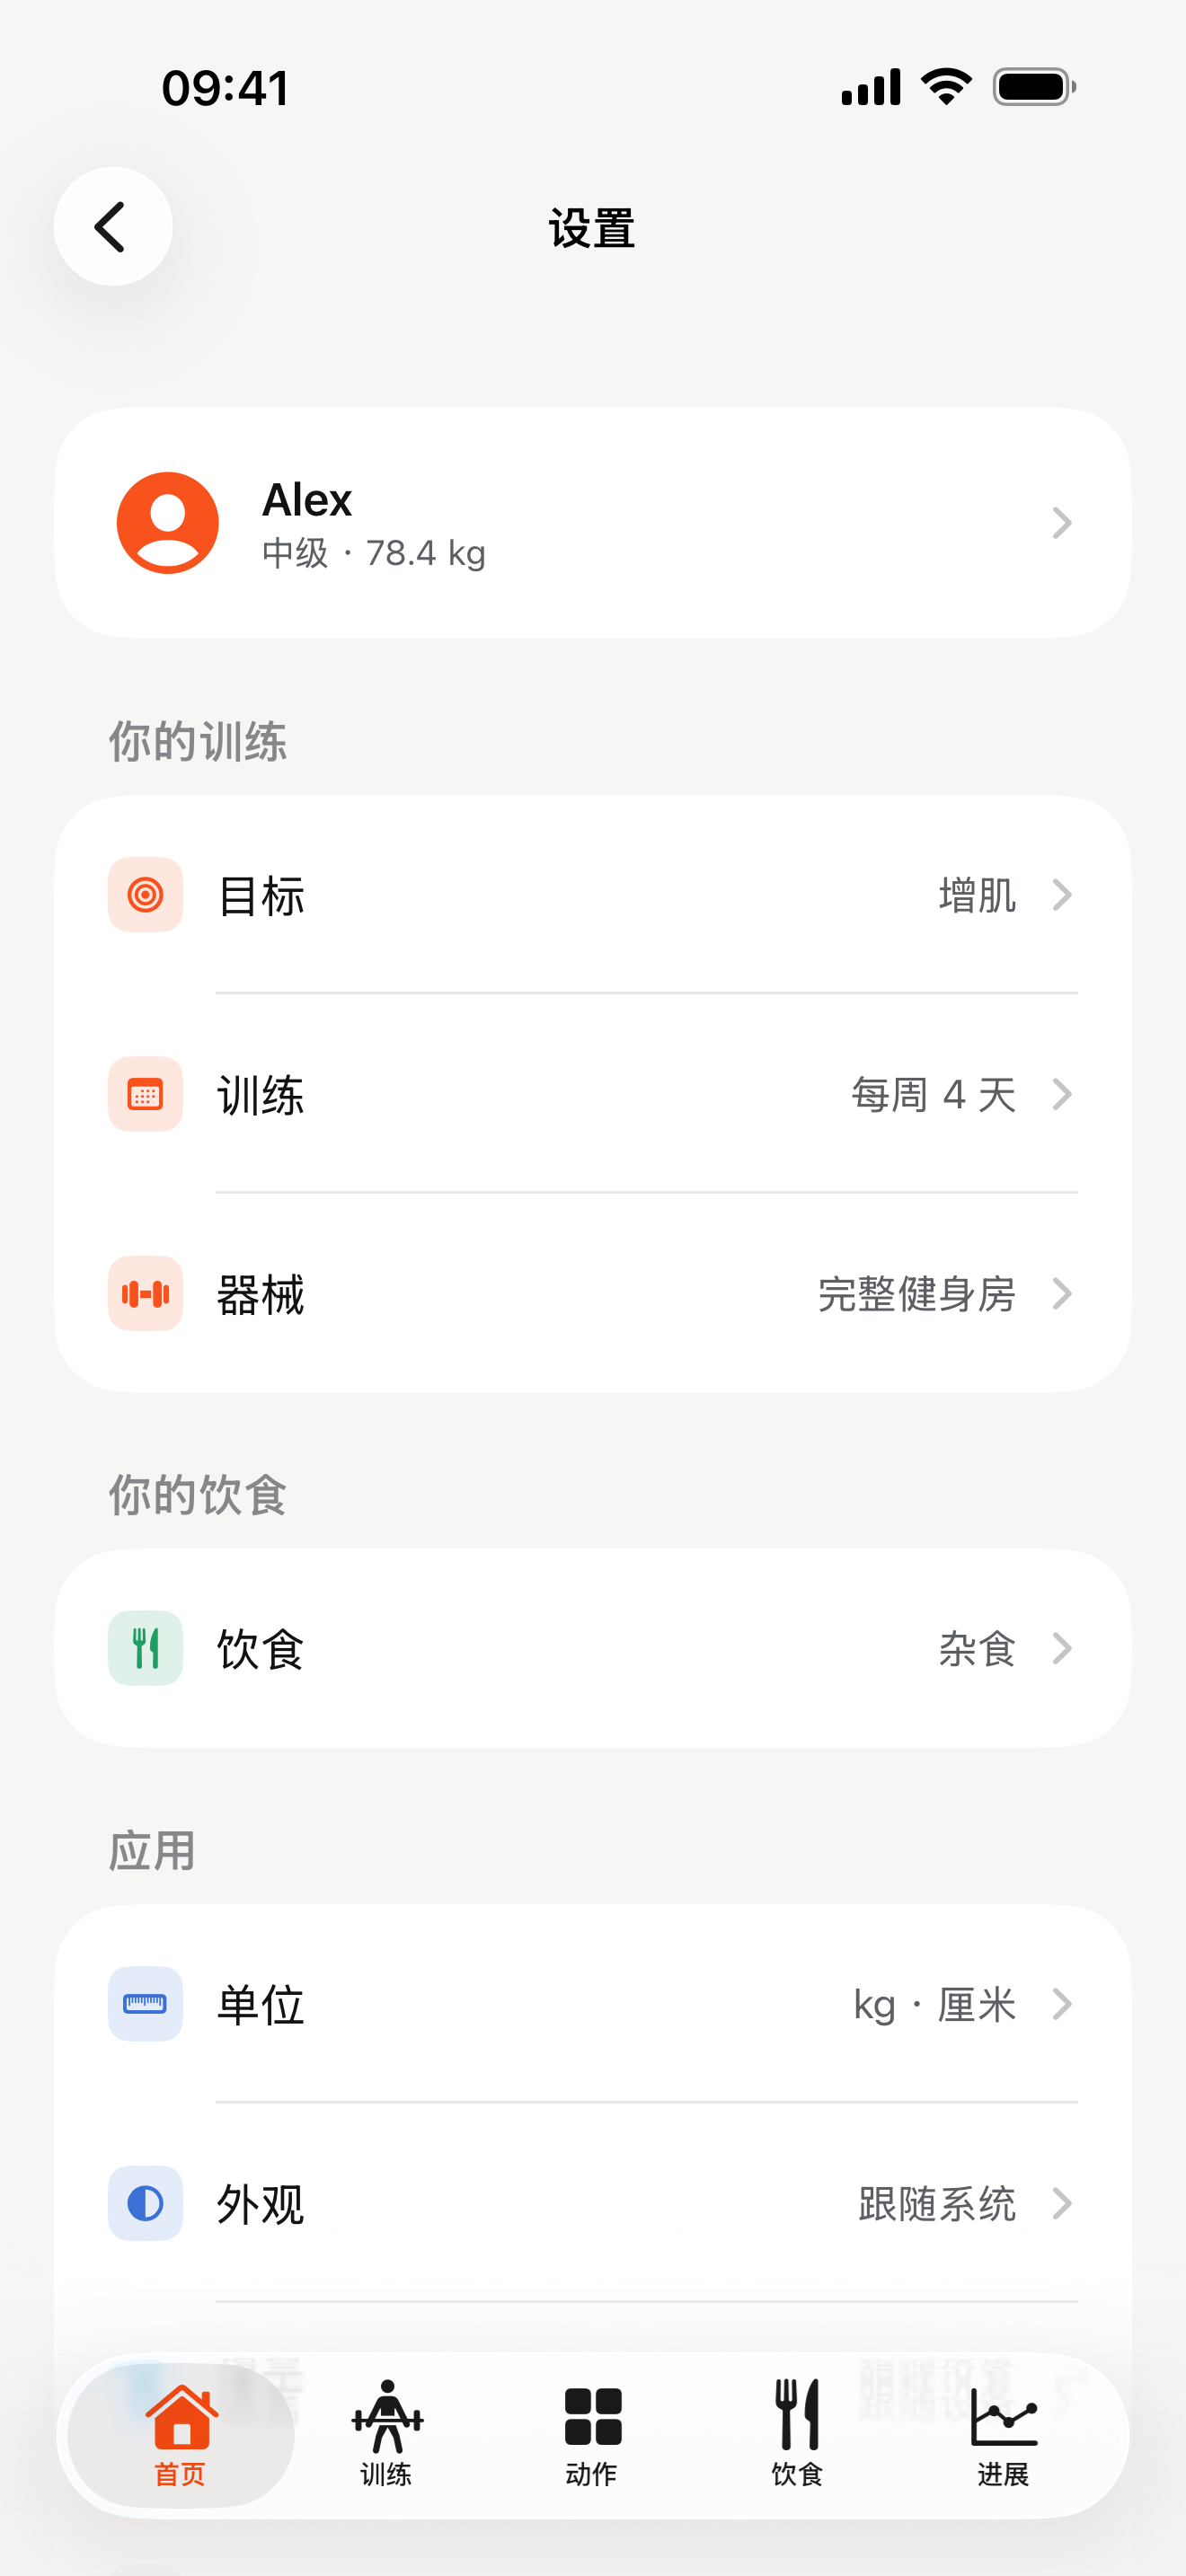 09:41
设置
Alex
中级 · 78.4 kg
你的训练
目标 增肌
训练 每周 4 天
器械 完整健身房
你的饮食
饮食 杂食
应用
单位 kg · 厘米
外观 跟随系统
首页 训练 动作 饮食 进展